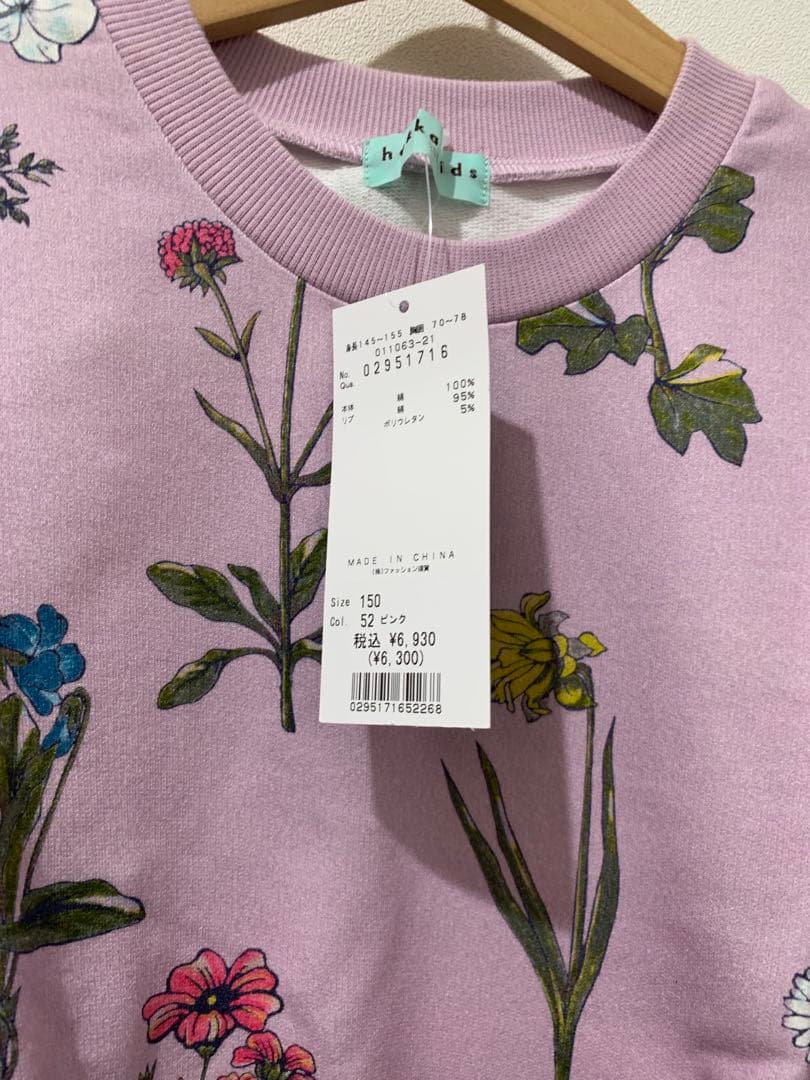 身長145~155 胸囲 70~78
011063-21
No. 02951716
Qua.
本体 綿 100%
リブ 綿 95%
ポリウレタン 5%
MADE IN CHINA
(株)ファッション須賀
Size 150
Col. 52 ピンク
税込 ¥6,930
(¥6,300)
0295171652268